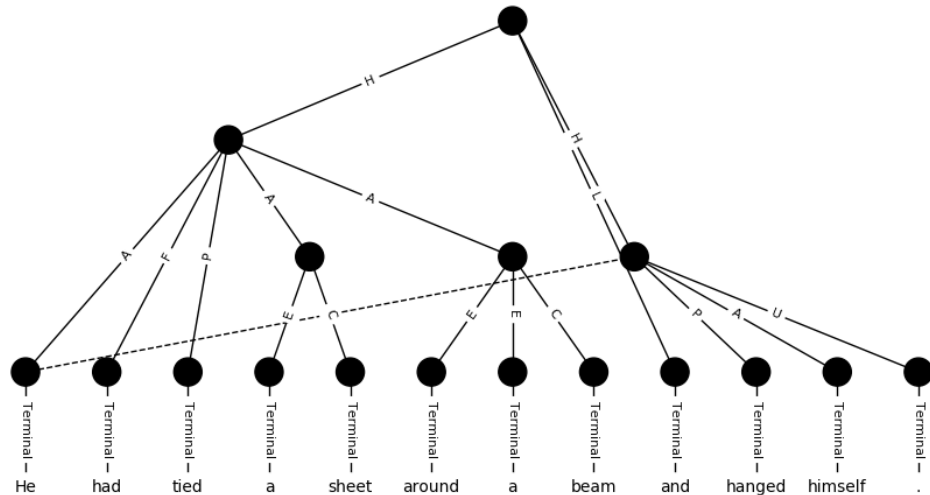 H
H
A
A
L
A
F
P
E
C
E
E
C
P
A
U
Terminal Terminal Terminal Terminal Terminal Terminal Terminal Terminal Terminal Terminal Terminal Terminal
He had tied a sheet around a beam and hanged himself .